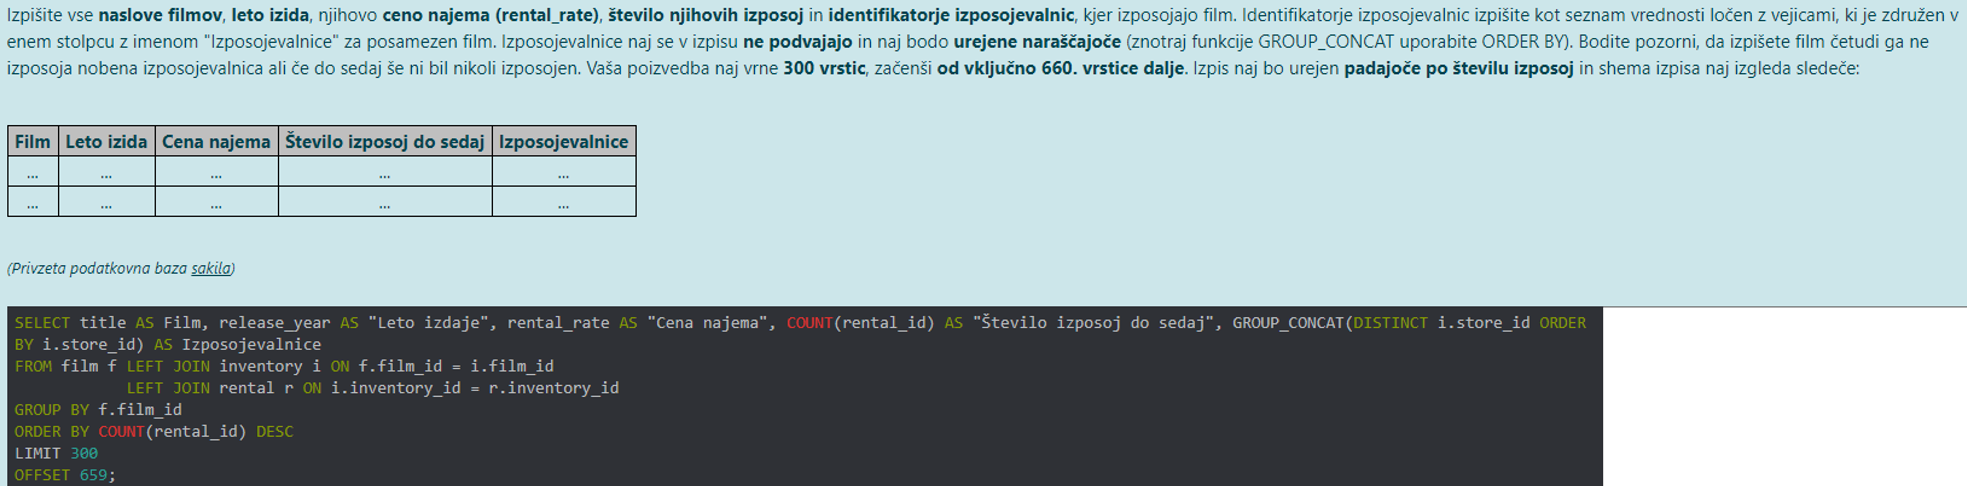 Izpišite vse naslove filmov, leto izida, njihovo ceno najema (rental_rate), število njihovih izposoj in identifikatorje izposojevalnic, kjer izposojajo film. Identifikatorje izposojevalnic izpišite kot seznam vrednosti ločen z vejicami, ki je združen v
enem stolpcu z imenom "Izposojevalnice" za posamezen film. Izposojevalnice naj se v izpisu ne podvajajo in naj bodo urejene naraščajoče (znotraj funkcije GROUP_CONCAT uporabite ORDER BY). Bodite pozorni, da izpišete film četudi ga ne
izposoja nobena izposojevalnica ali če do sedaj še ni bil nikoli izposojen. Vaša poizvedba naj vrne 300 vrstic, začenši od vključno 660. vrstice dalje. Izpis naj bo urejen padajoče po številu izposoj in shema izpisa naj izgleda sledeče:
Film Leto izida Cena najema Število izposoj do sedaj Izposojevalnice
... ... ... ... ...
... ... ... ... ...
(Privzeta podatkovna baza sakila)
SELECT title AS Film, release_year AS "Leto izdaje", rental_rate AS "Cena najema", COUNT(rental_id) AS "Število izposoj do sedaj", GROUP_CONCAT(DISTINCT i.store_id ORDER
BY i.store_id) AS Izposojevalnice
FROM film f LEFT JOIN inventory i ON f.film_id = i.film_id
LEFT JOIN rental r ON i.inventory_id = r.inventory_id
GROUP BY f.film_id
ORDER BY COUNT(rental_id) DESC
LIMIT 300
OFFSET 659;